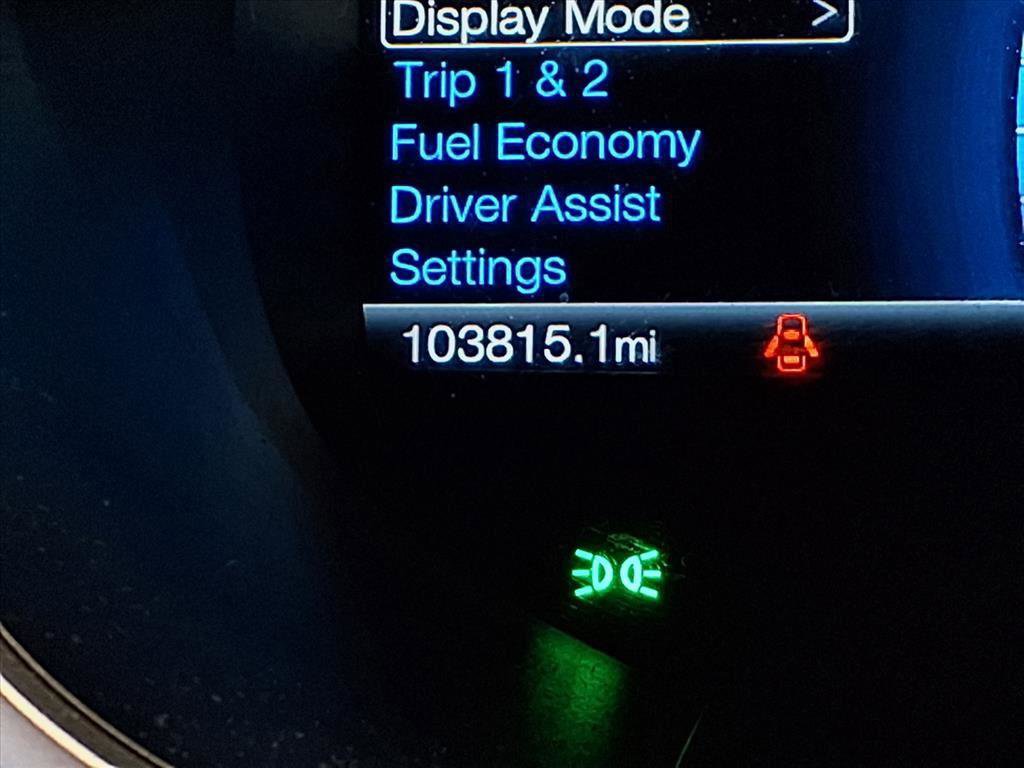 Display Mode >
Trip 1 & 2
Fuel Economy
Driver Assist
Settings
103815.1mi